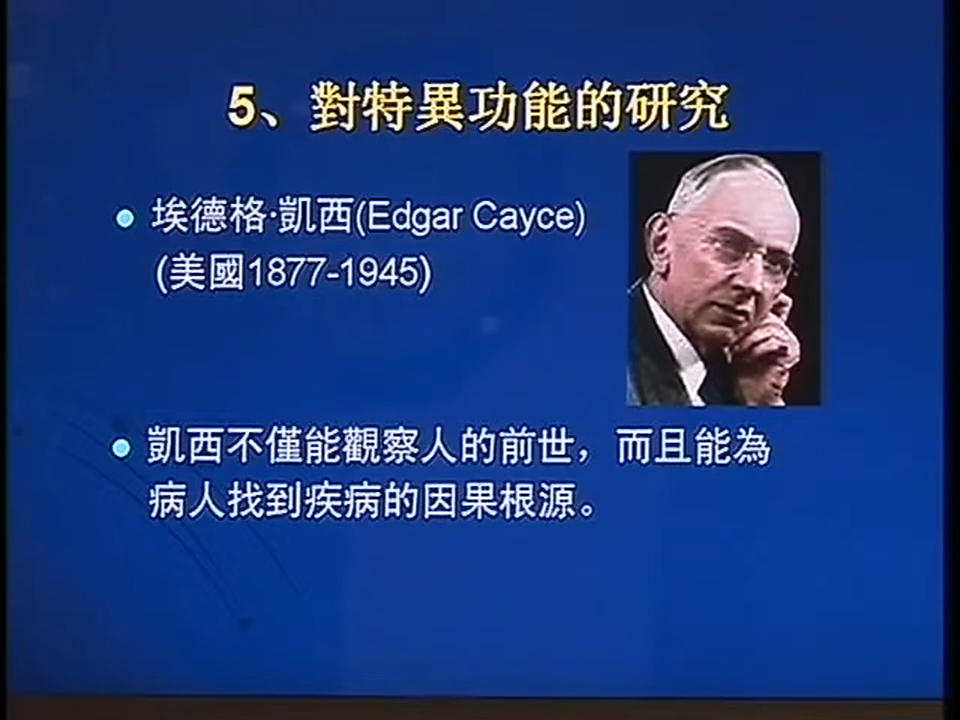 5、對特異功能的研究
埃德格·凱西(Edgar Cayce)
(美國1877-1945)
凱西不僅能觀察人的前世，而且能為
病人找到疾病的因果根源。